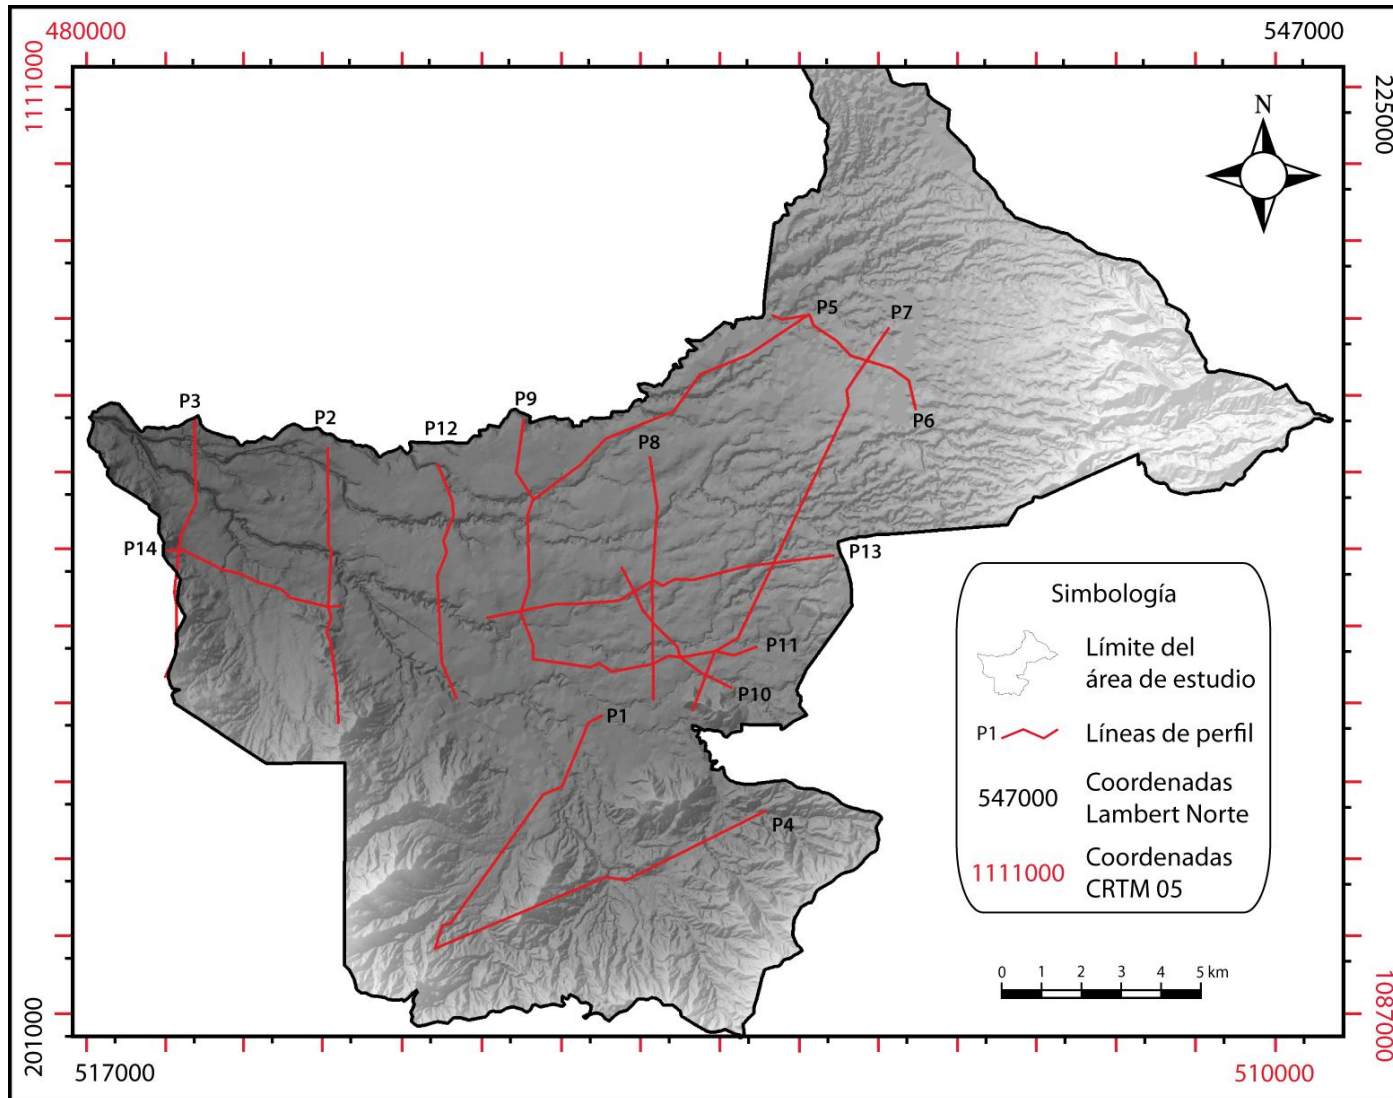 480000
547000
1111000
225000
N
P5
P7
P3
P9
P2
P12
P6
P8
P14
P13
P11
P10
P1
P4
Simbología
Límite del
área de estudio
P1
Líneas de perfil
547000
Coordenadas
Lambert Norte
1111000
Coordenadas
CRTM 05
0 1 2 3 4 5 km
201000
1087000
517000
510000